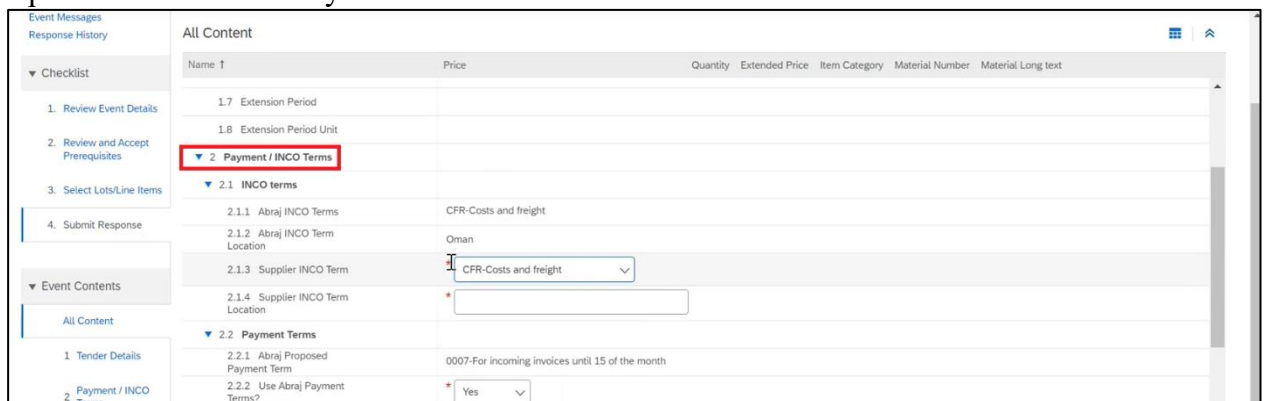 Event Messages
Response History
▼ Checklist
1. Review Event Details
2. Review and Accept
Prerequisites
3. Select Lots/Line Items
4. Submit Response
▼ Event Contents
All Content
1 Tender Details
2 Payment / INCO
All Content
Name ↑ Price Quantity Extended Price Item Category Material Number Material Long text
1.7 Extension Period
1.8 Extension Period Unit
▼ 2 Payment / INCO Terms
▼ 2.1 INCO terms
2.1.1 Abraj INCO Terms CFR-Costs and freight
2.1.2 Abraj INCO Term
Location Oman
2.1.3 Supplier INCO Term * CFR-Costs and freight
2.1.4 Supplier INCO Term
Location *
▼ 2.2 Payment Terms
2.2.1 Abraj Proposed
Payment Term 0007-For incoming invoices until 15 of the month
2.2.2 Use Abraj Payment
Terms? * Yes